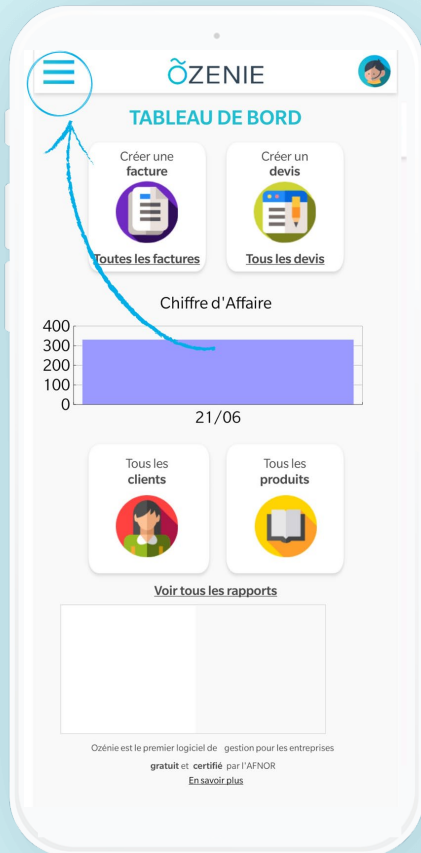 ÕZENIE
TABLEAU DE BORD
Créer une
facture
Toutes les factures
Créer un
devis
Tous les devis
Chiffre d'Affaire
400
300
200
100
0
21/06
Tous les
clients
Tous les
produits
Voir tous les rapports
Ozénie est le premier logiciel de gestion pour les entreprises
gratuit et certifié par l'AFNOR
En savoir plus